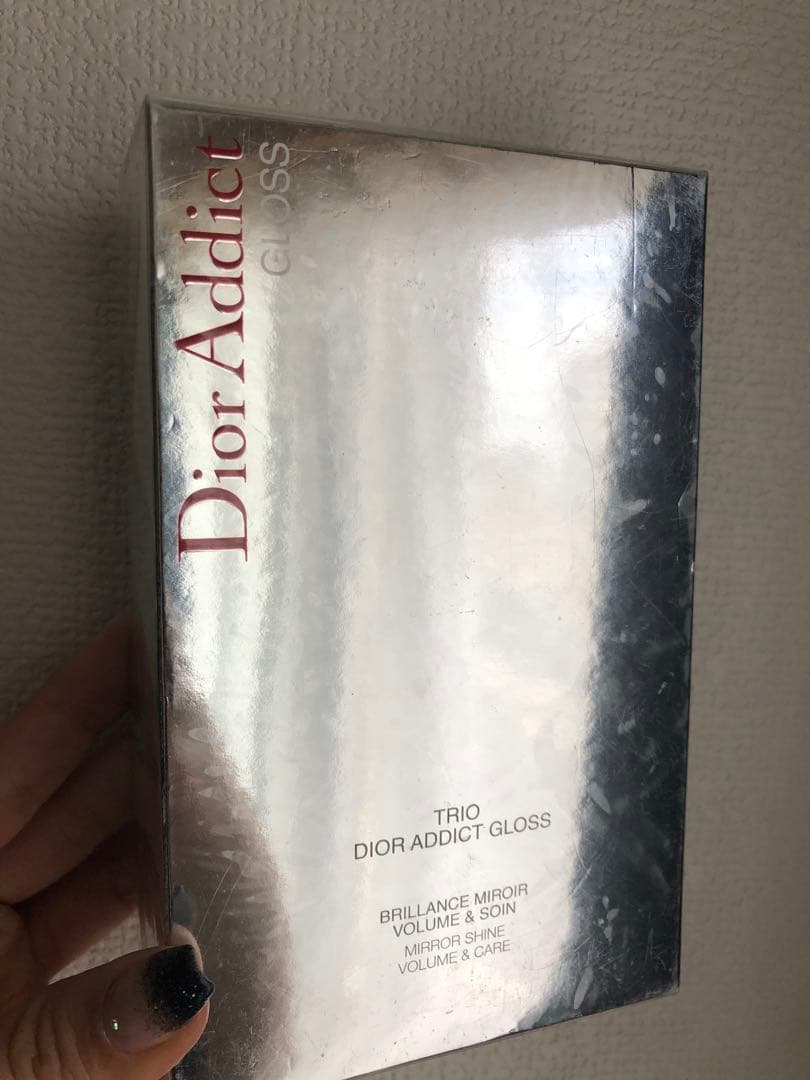 Dior Addict
GLOSS
TRIO
DIOR ADDICT GLOSS
BRILLANCE MIROIR
VOLUME & SOIN
MIRROR SHINE
VOLUME & CARE